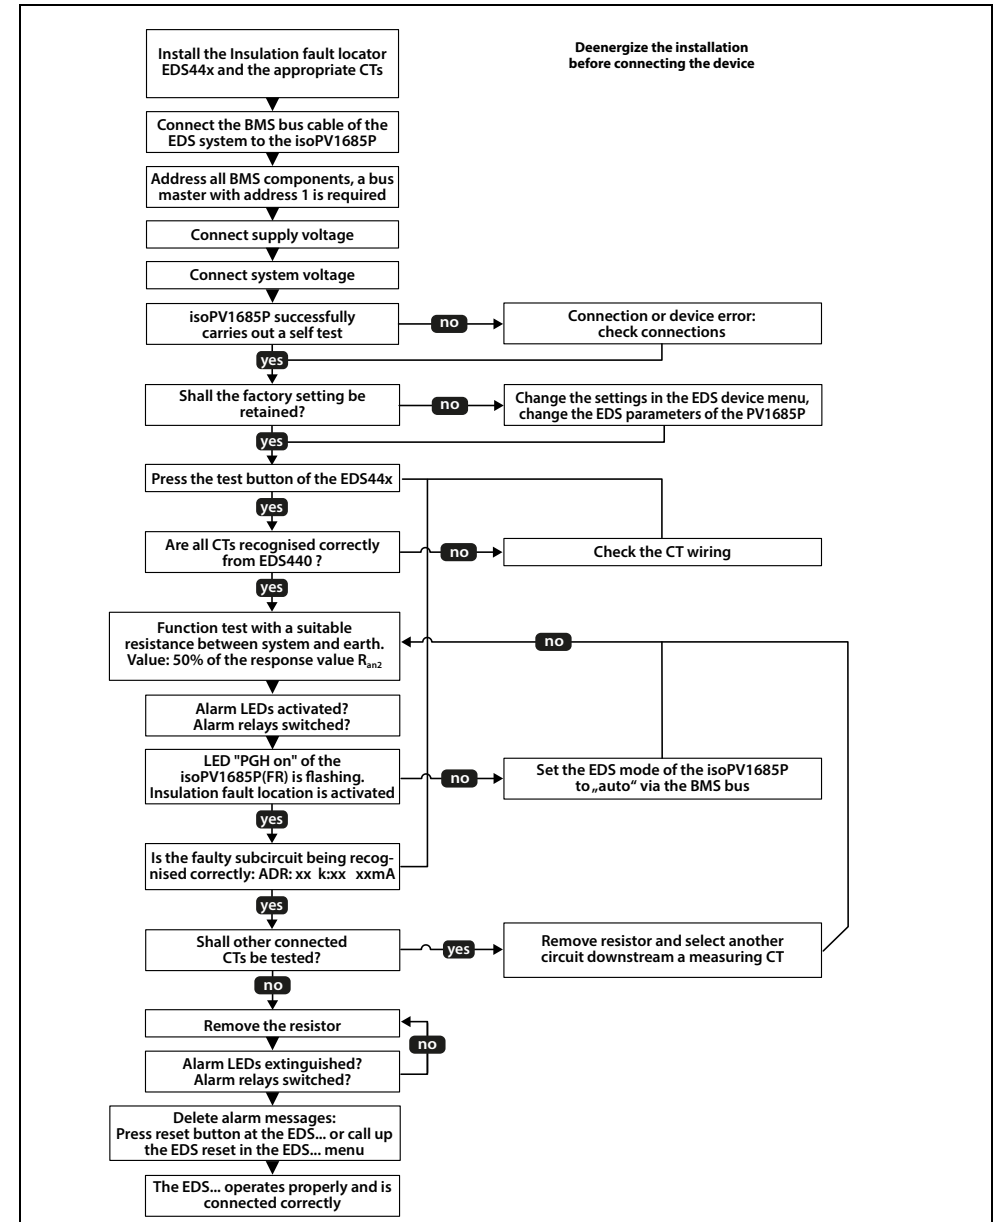 Install the Insulation fault locator
EDS44x and the appropriate CTs
Deenergize the installation
before connecting the device
Connect the BMS bus cable of the
EDS system to the isoPV1685P
Address all BMS components, a bus
master with address 1 is required
Connect supply voltage
Connect system voltage
isoPV1685P successfully
carries out a self test
no
Connection or device error:
check connections
yes
Shall the factory setting be
retained?
no
Change the settings in the EDS device menu,
change the EDS parameters of the PV1685P
yes
Press the test button of the EDS44x
yes
Are all CTs recognised correctly
from EDS440 ?
no
Check the CT wiring
yes
Function test with a suitable
resistance between system and earth.
Value: 50% of the response value Ran2
no
Alarm LEDs activated?
Alarm relays switched?
LED "PGH on" of the
isoPV1685P(FR) is flashing.
Insulation fault location is activated
no
Set the EDS mode of the isoPV1685P
to „auto“ via the BMS bus
yes
Is the faulty subcircuit being recog-
nised correctly: ADR: xx k:xx xxmA
yes
Shall other connected
CTs be tested?
yes
Remove resistor and select another
circuit downstream a measuring CT
no
Remove the resistor
no
Alarm LEDs extinguished?
Alarm relays switched?
Delete alarm messages:
Press reset button at the EDS... or call up
the EDS reset in the EDS... menu
The EDS... operates properly and is
connected correctly